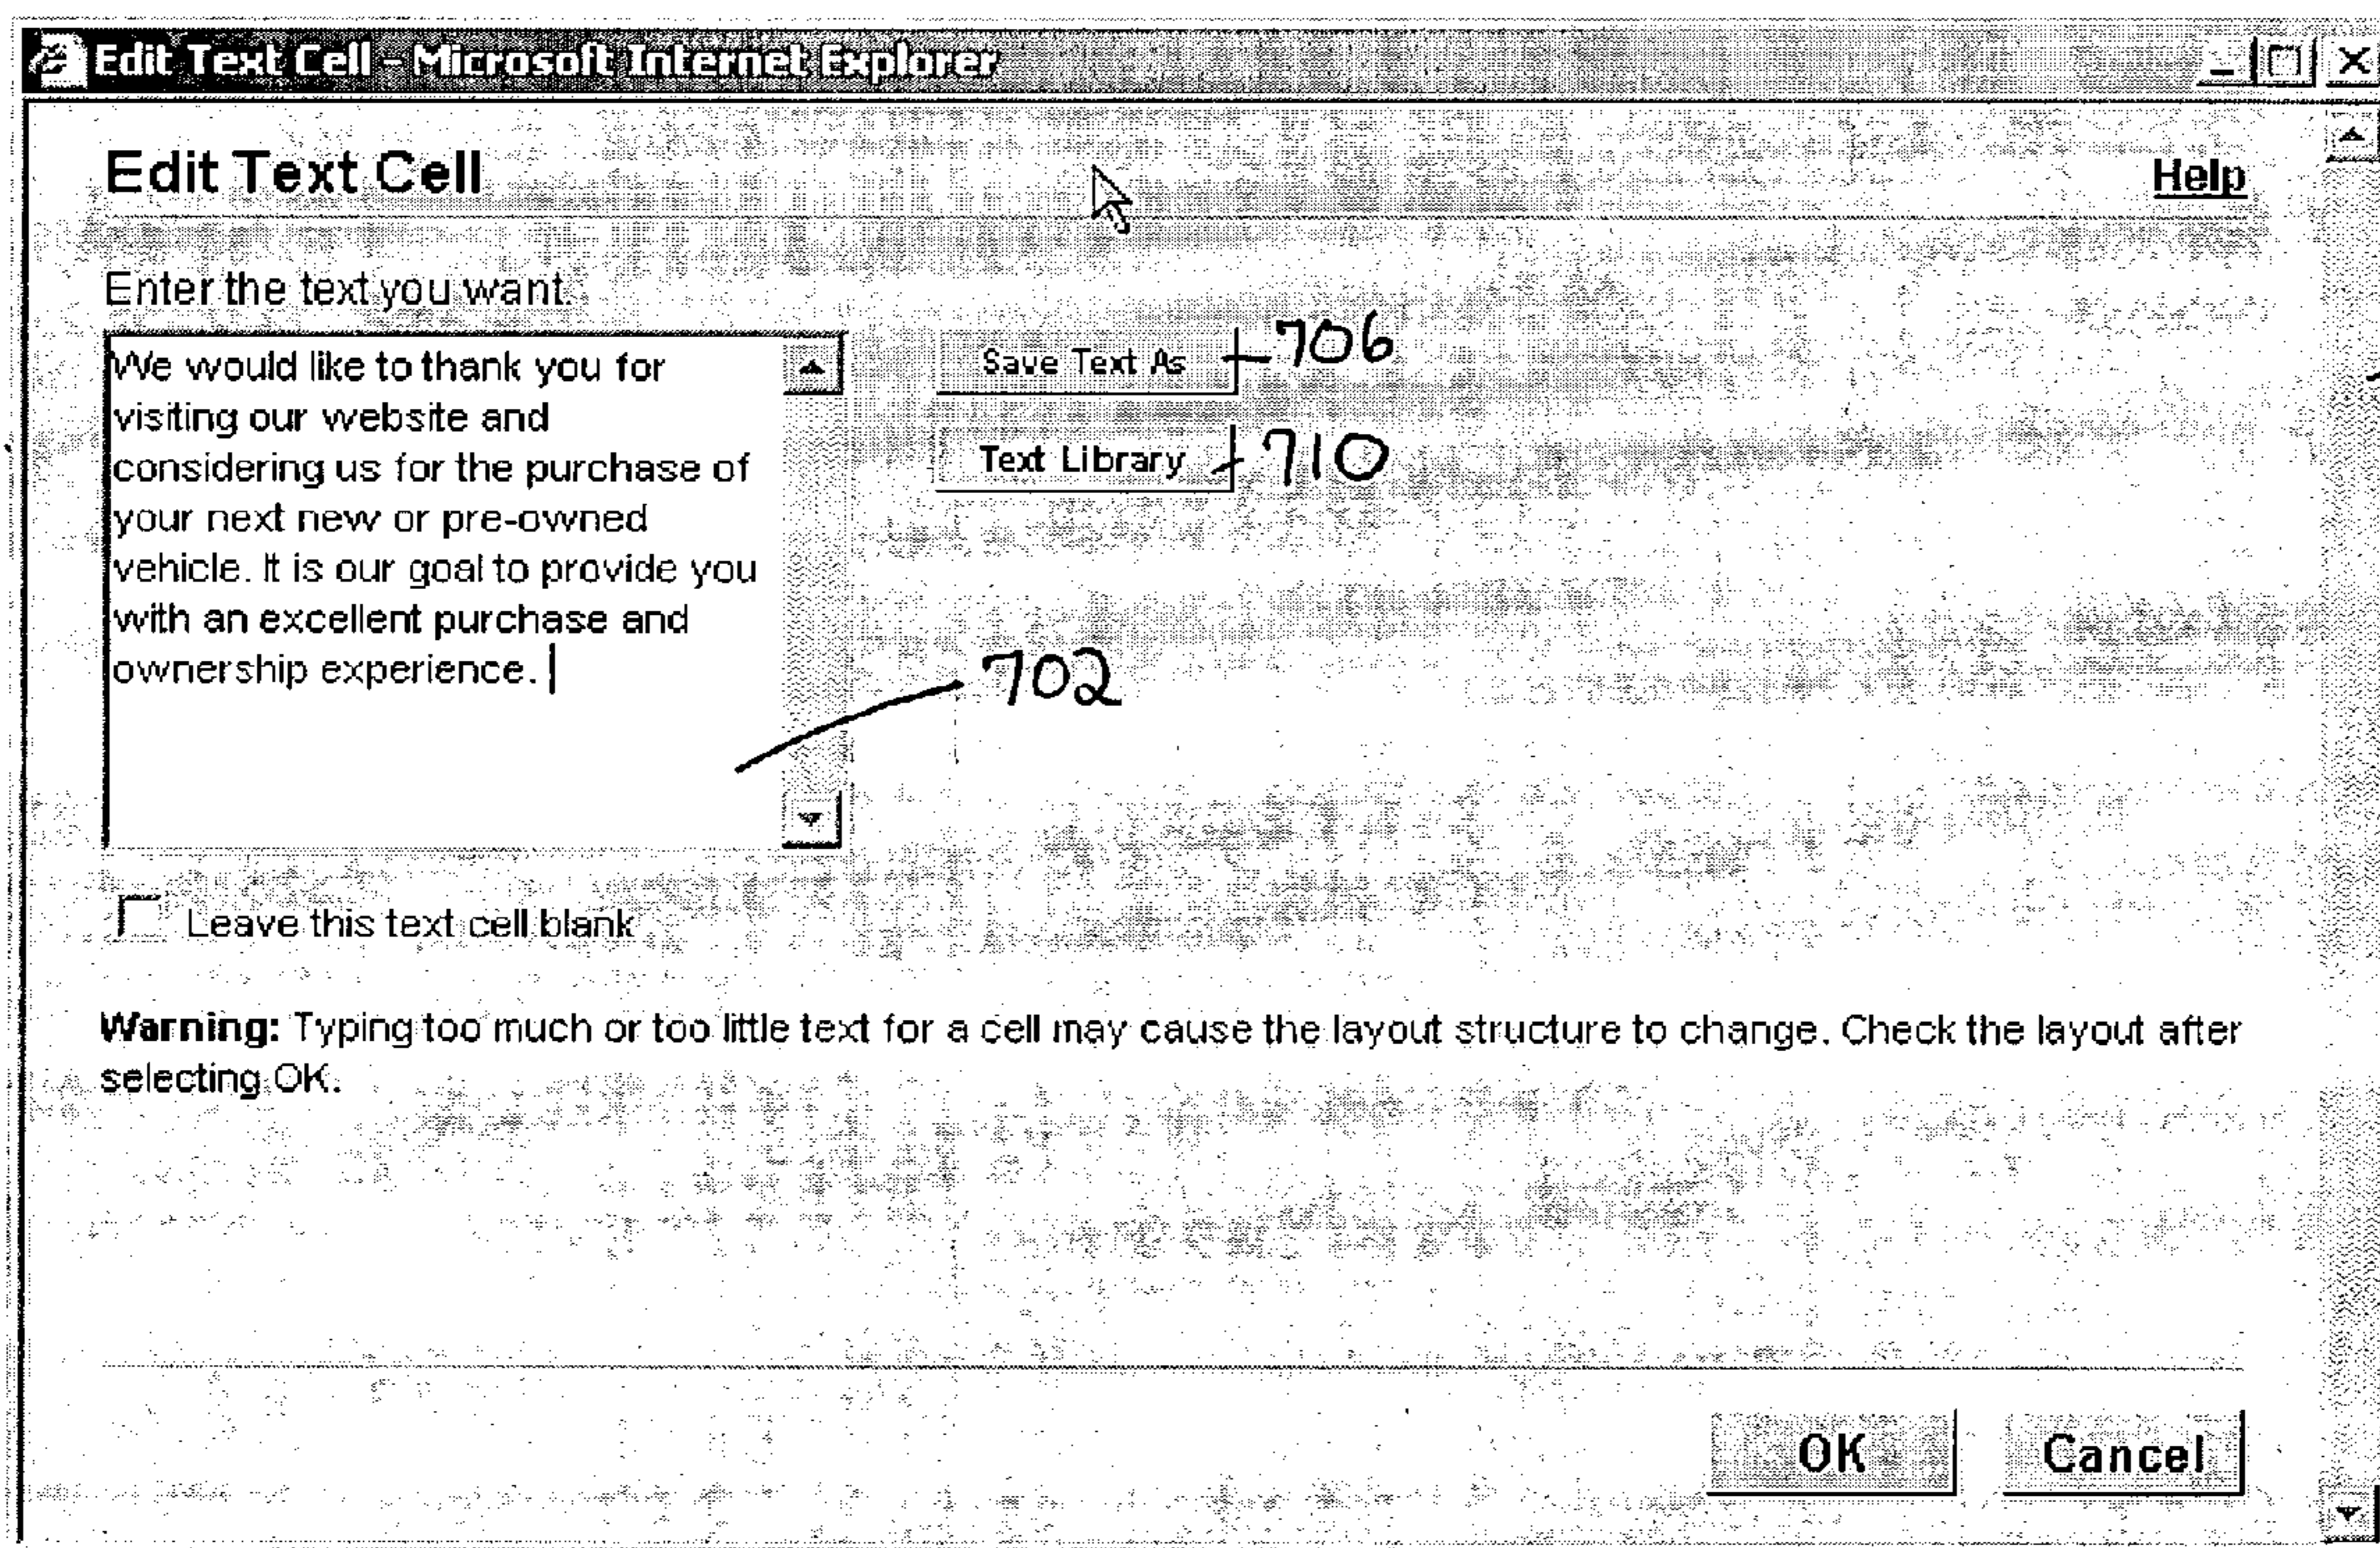 Edit Text Cell - Microsoft Internet Explorer
Edit Text Cell
Help
Enter the text you want.
We would like to thank you for
visiting our website and
considering us for the purchase of
your next new or pre-owned
vehicle. It is our goal to provide you
with an excellent purchase and
ownership experience.
Save Text As 706
Text Library 710
702
Leave this text cell blank
Warning: Typing too much or too little text for a cell may cause the layout structure to change. Check the layout after
selecting OK.
OK Cancel